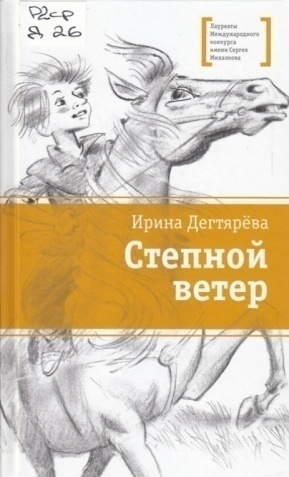 Р2ср
Д 26
Лауреаты
Международного
конкурса
имени Сергея
Михалкова
Ирина Дегтярёва
Степной
ветер